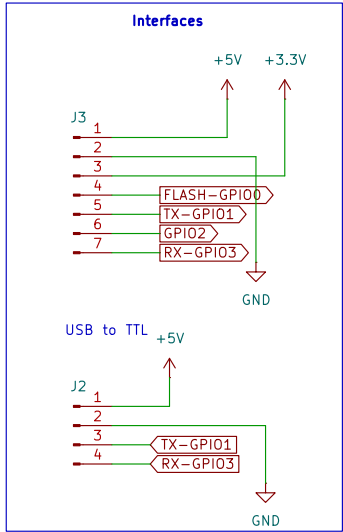 Interfaces
+5V +3.3V
J3
1
2
3
4 FLASH-GPIO0
5 TX-GPIO1
6 GPIO2
7 RX-GPIO3
GND
USB to TTL
+5V
J2
1
2
3 TX-GPIO1
4 RX-GPIO3
GND